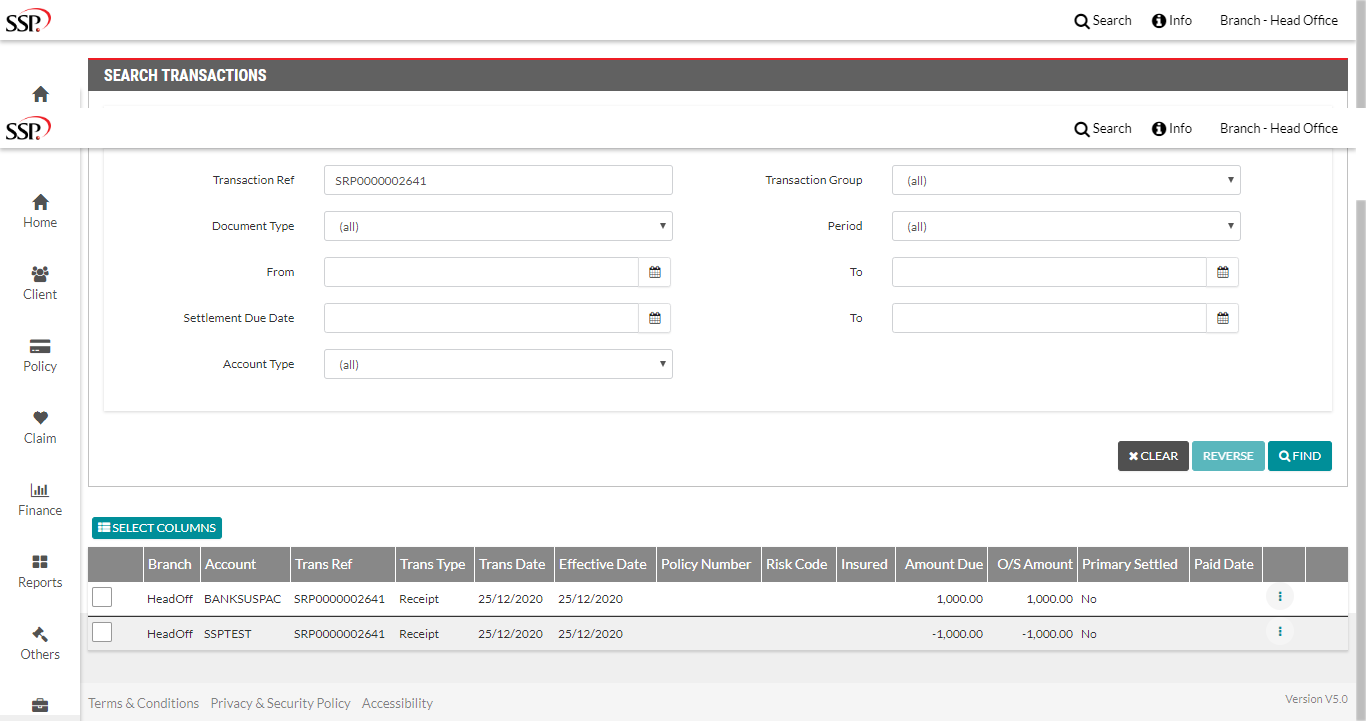 SSP. Search Info Branch - Head Office
SEARCH TRANSACTIONS
SSP. Search Info Branch - Head Office
Transaction Ref SRP0000002641 Transaction Group (all)
Document Type (all) Period (all)
From To
Settlement Due Date To
Account Type (all)
Home
Client
Policy
Claim
Finance
Reports
Others
CLEAR REVERSE FIND
SELECT COLUMNS
Branch Account Trans Ref Trans Type Trans Date Effective Date Policy Number Risk Code Insured Amount Due O/S Amount Primary Settled Paid Date
HeadOff BANKSUSPAC SRP0000002641 Receipt 25/12/2020 25/12/2020 1,000.00 1,000.00 No
HeadOff SSPTEST SRP0000002641 Receipt 25/12/2020 25/12/2020 -1,000.00 -1,000.00 No
Terms & Conditions Privacy & Security Policy Accessibility Version V5.0